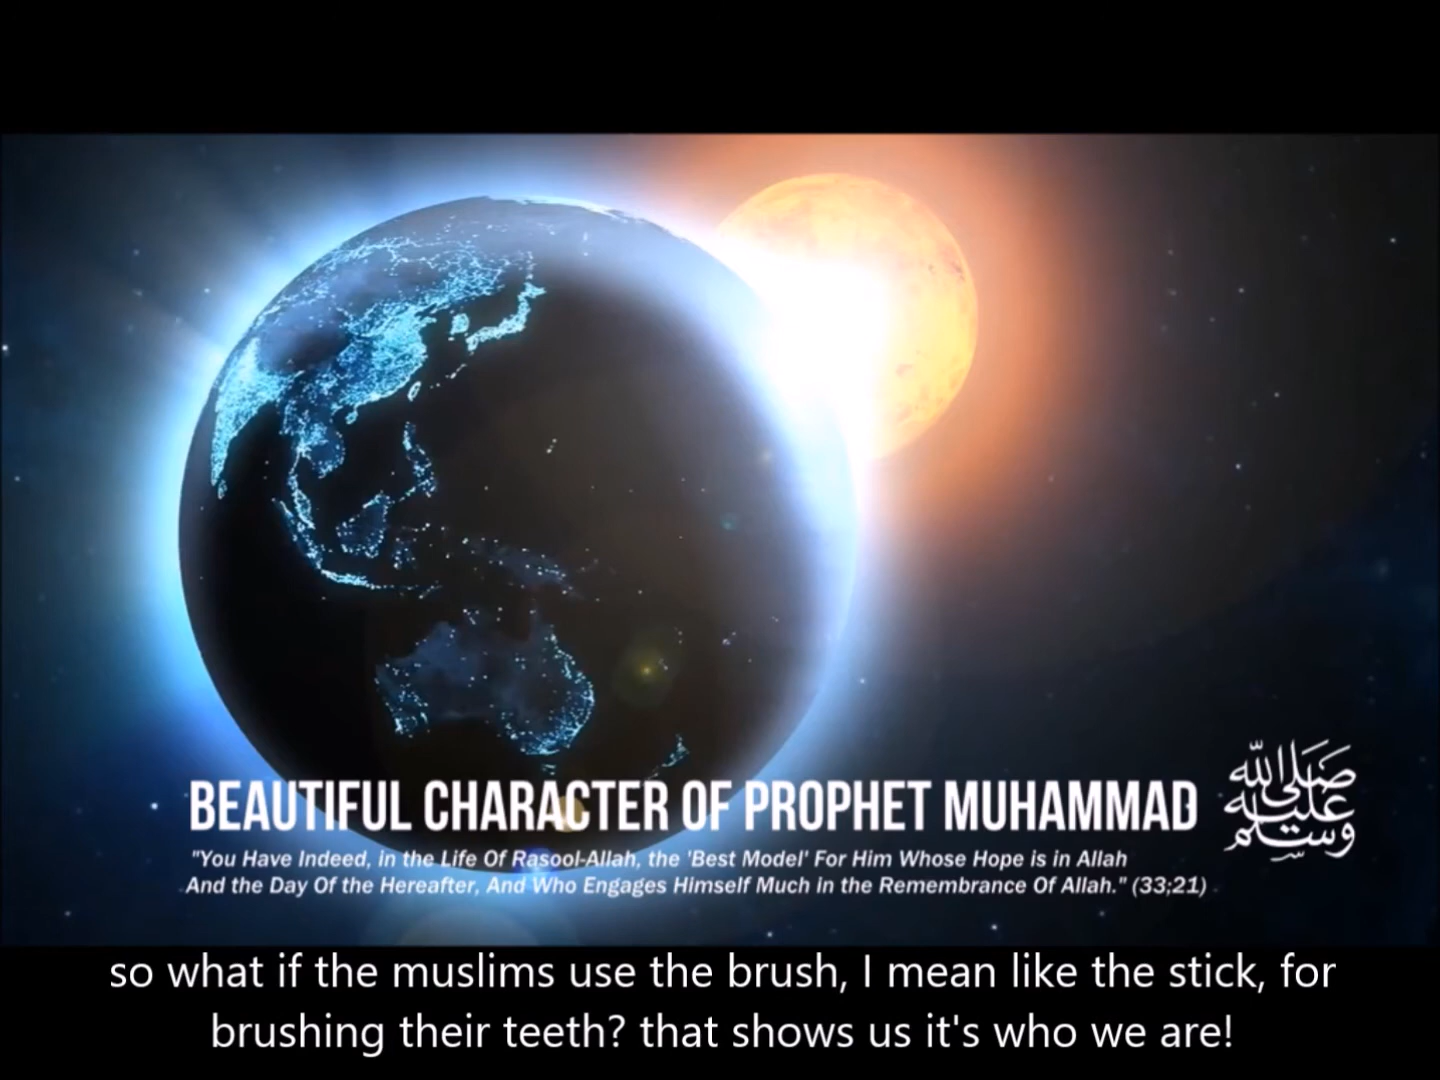 BEAUTIFUL CHARACTER OF PROPHET MUHAMMAD
صَلَى اللّٰه
عليه
وسلم
"You Have Indeed, in the Life Of Rasool-Allah, the 'Best Model' For Him Whose Hope is in Allah
And the Day Of the Hereafter, And Who Engages Himself Much in the Remembrance Of Allah." (33;21)
so what if the muslims use the brush, I mean like the stick, for
brushing their teeth? that shows us it's who we are!